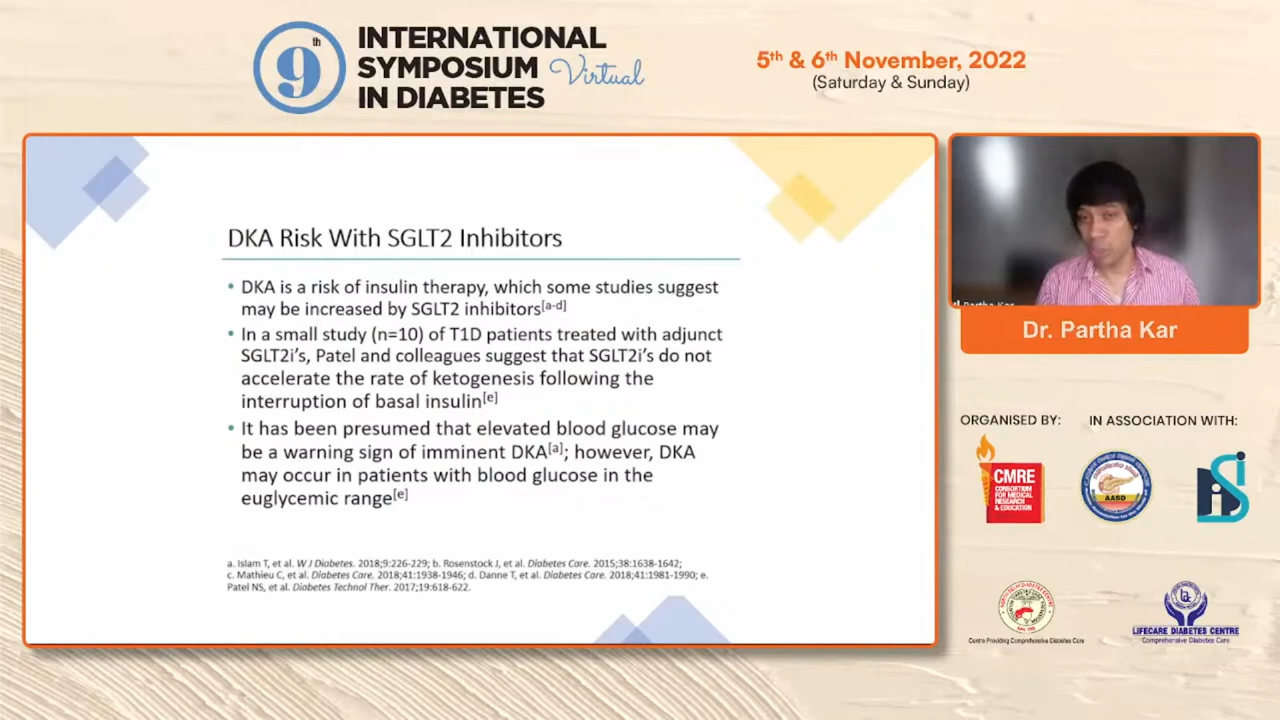 9th
INTERNATIONAL
SYMPOSIUM Virtual
IN DIABETES
5th & 6th November, 2022
(Saturday & Sunday)
DKA Risk With SGLT2 Inhibitors
• DKA is a risk of insulin therapy, which some studies suggest
may be increased by SGLT2 inhibitors[a-d]
• In a small study (n=10) of T1D patients treated with adjunct
SGLT2i's, Patel and colleagues suggest that SGLT2i's do not
accelerate the rate of ketogenesis following the
interruption of basal insulin[e]
• It has been presumed that elevated blood glucose may
be a warning sign of imminent DKA[a]; however, DKA
may occur in patients with blood glucose in the
euglycemic range[e]
a. Islam T, et al. W J Diabetes. 2018;9:226-229; b. Rosenstock J, et al. Diabetes Care. 2015;38:1638-1642;
c. Mathieu C, et al. Diabetes Care. 2018;41:1938-1946; d. Danne T, et al. Diabetes Care. 2018;41:1981-1990; e.
Patel NS, et al. Diabetes Technol Ther. 2017;19:618-622.
Partha Kar
Dr. Partha Kar
ORGANISED BY:
IN ASSOCIATION WITH:
CMRE
CONSORTIUM
FOR MEDICAL
RESEARCH
& EDUCATION
AASD
Centre Providing Comprehensive Diabetes Care
LIFECARE DIABETES CENTRE
Comprehensive Diabetes Care